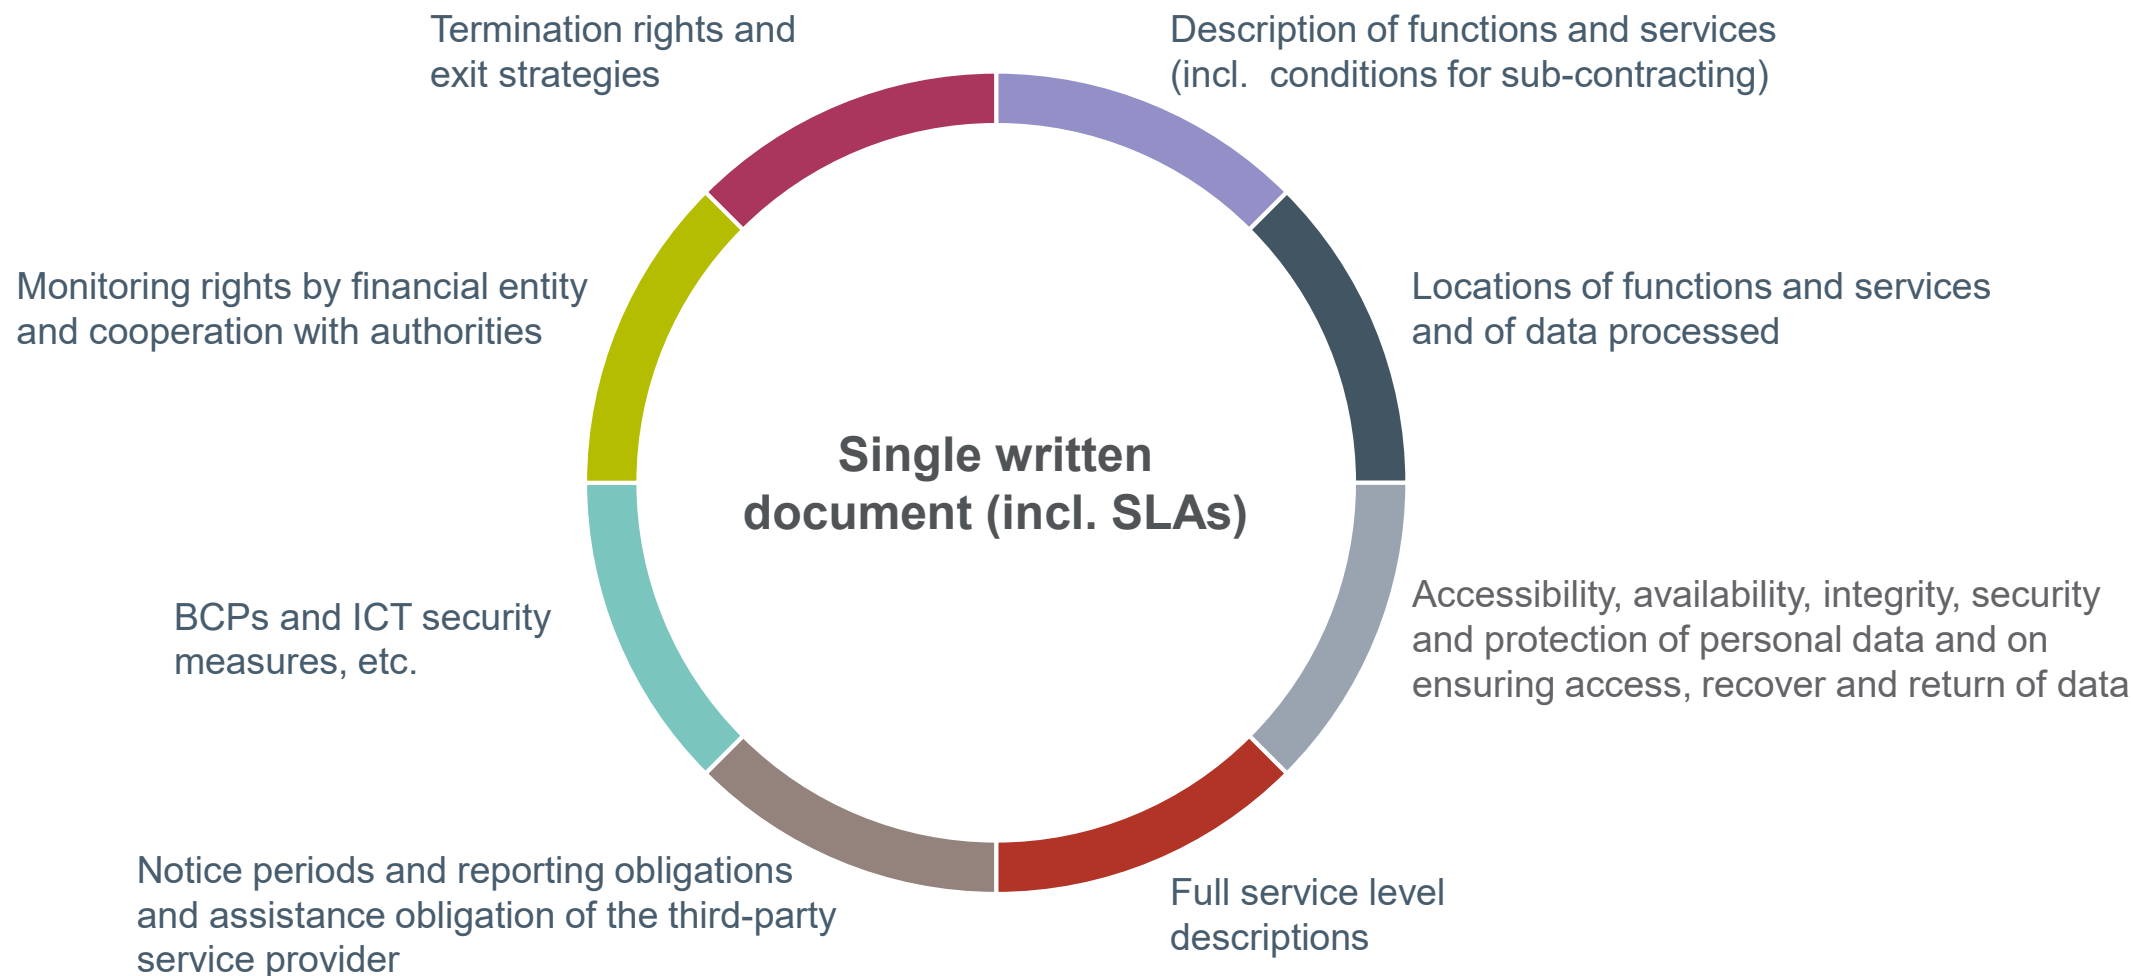 Termination rights and
exit strategies
Description of functions and services
(incl.  conditions for sub-contracting)
Monitoring rights by financial entity
and cooperation with authorities
Locations of functions and services
and of data processed
Single written
document (incl. SLAs)
BCPs and ICT security
measures, etc.
Accessibility, availability, integrity, security
and protection of personal data and on
ensuring access, recover and return of data
Notice periods and reporting obligations
and assistance obligation of the third-party
service provider
Full service level
descriptions